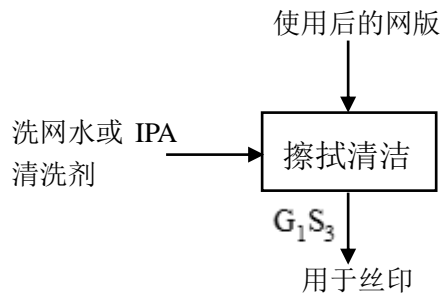 使用后的网版
洗网水或 IPA
清洗剂
擦拭清洁
G₁S₃
用于丝印